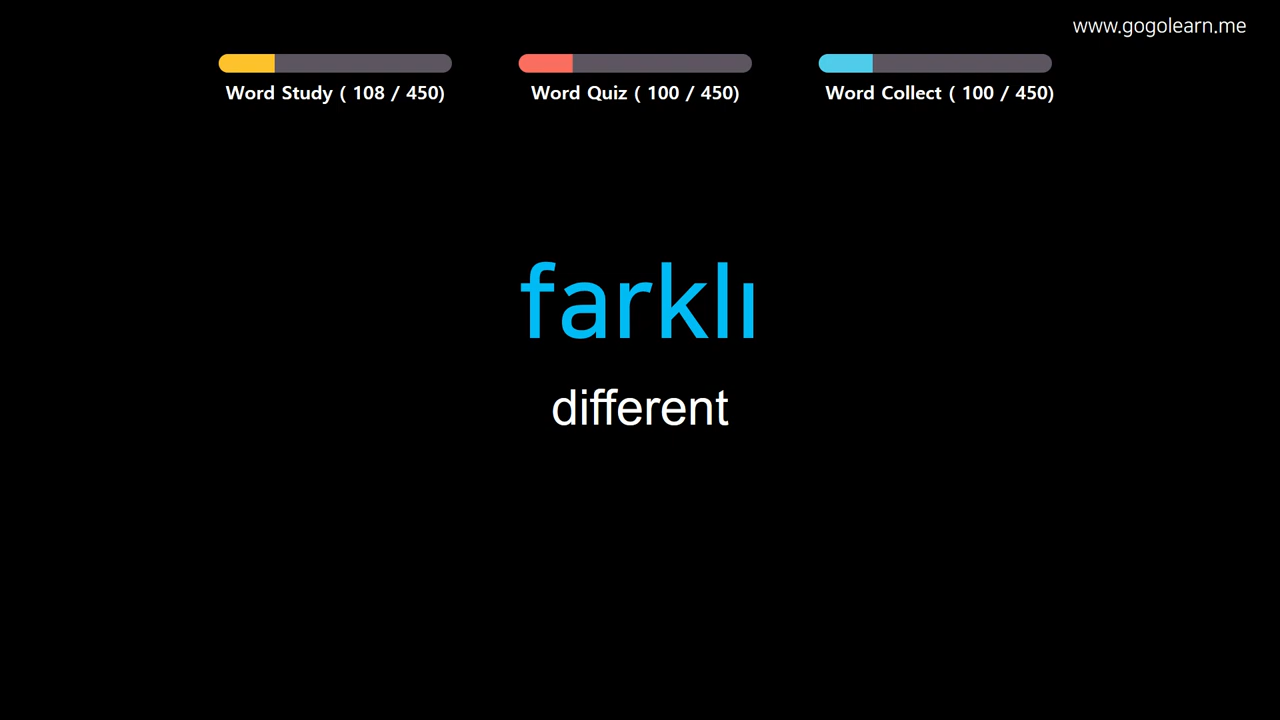 www.gogolearn.me
Word Study ( 108 / 450)
Word Quiz ( 100 / 450)
Word Collect ( 100 / 450)
farklı
different